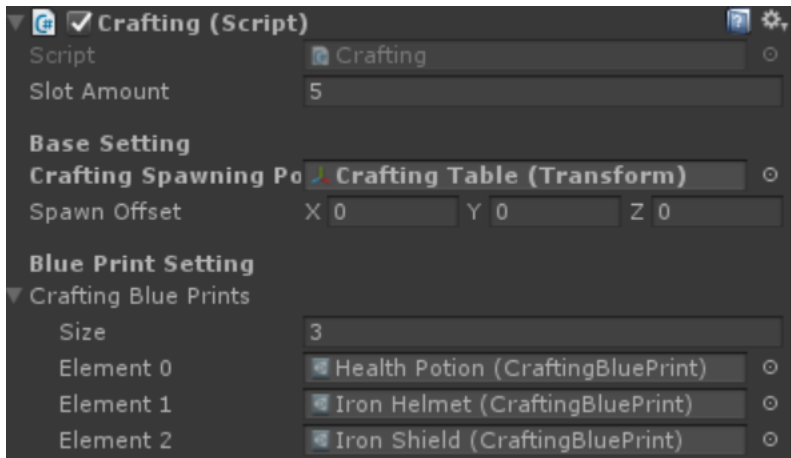 Crafting (Script)
Script Crafting
Slot Amount 5
Base Setting
Crafting Spawning Po Crafting Table (Transform)
Spawn Offset X 0 Y 0 Z 0
Blue Print Setting
Crafting Blue Prints
Size 3
Element 0 Health Potion (CraftingBluePrint)
Element 1 Iron Helmet (CraftingBluePrint)
Element 2 Iron Shield (CraftingBluePrint)